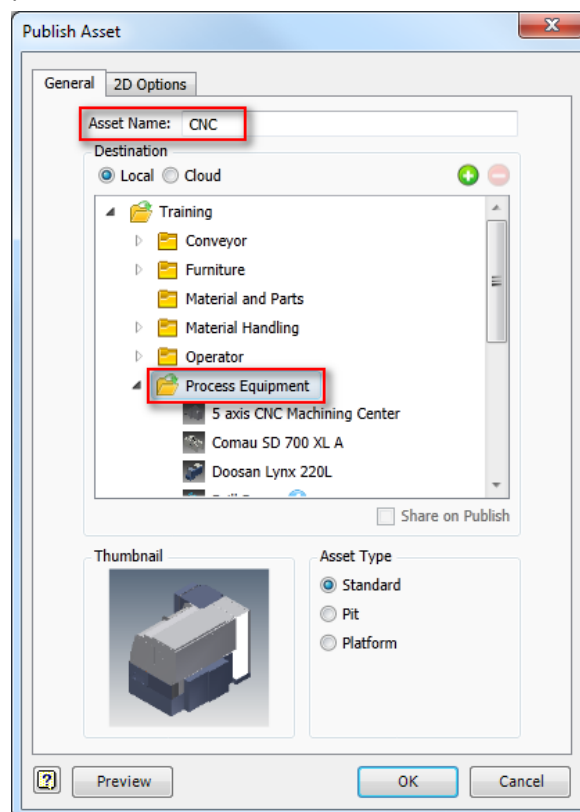 Publish Asset
General 2D Options
Asset Name: CNC
Destination
Local Cloud
Training
Conveyor
Furniture
Material and Parts
Material Handling
Operator
Process Equipment
5 axis CNC Machining Center
Comau SD 700 XL A
Doosan Lynx 220L
Share on Publish
Thumbnail Asset Type
Standard
Pit
Platform
Preview OK Cancel